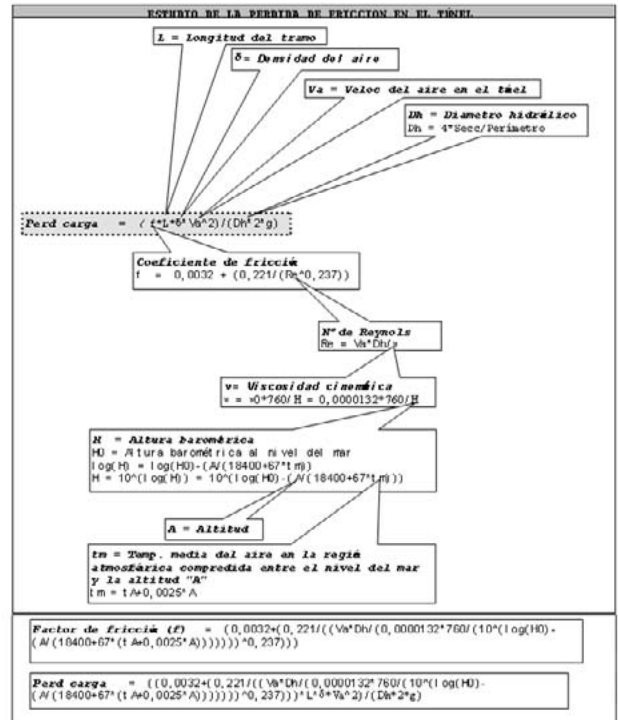 ESTUDIO DE LA PERDIDA DE FRICCION EN EL TÚNEL
L = Longitud del tramo
δ= Densidad del aire
Va = Veloc del aire en el túel
Dh = Diametro hidráulico
Dh = 4*Secc/Perímetro
Perd carga = ( f*L*δ*Va^2)/(Dh*2*g)
Coeficiente de fricció
f = 0,0032 + (0,221/(Re^0,237))
Nº de Reynols
Re = Va*Dh/
ν= Viscosidad cinemática
= *760/H = 0,0000132*760/H
H = Altura barométrica
H0 = Altura barométrica al nivel del mar
log(H) = log(H0)-(A/(18400+67*tm))
H = 10^(log(H)) = 10^(log(H0)-(A/(18400+67*tm)))
A = Altitud
tm = Temp. media del aire en la regió
atmosférica compredida entre el nivel del mar
y la altitud "A"
tm = tA+0,0025*A
Factor de fricció (f) = (0,0032+(0,221/((Va*Dh/(0,0000132*760/(10^(log(H0)-
(A/(18400+67*(tA+0,0025*A)))))))^0,237)))
Perd carga = ((0,0032+(0,221/((Va*Dh/(0,0000132*760/(10^(log(H0)-
(A/(18400+67*(tA+0,0025*A)))))))^0,237)))*L*δ*Va^2)/(Dh*2*g)